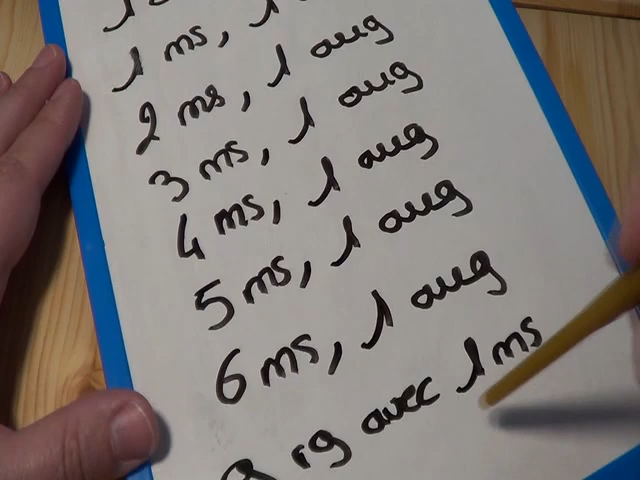 1 ms, 1 aug
2 ms, 1 aug
3 ms, 1 aug
4 ms, 1 aug
5 ms, 1 aug
6 ms, 1 aug
rg avec 1 ms